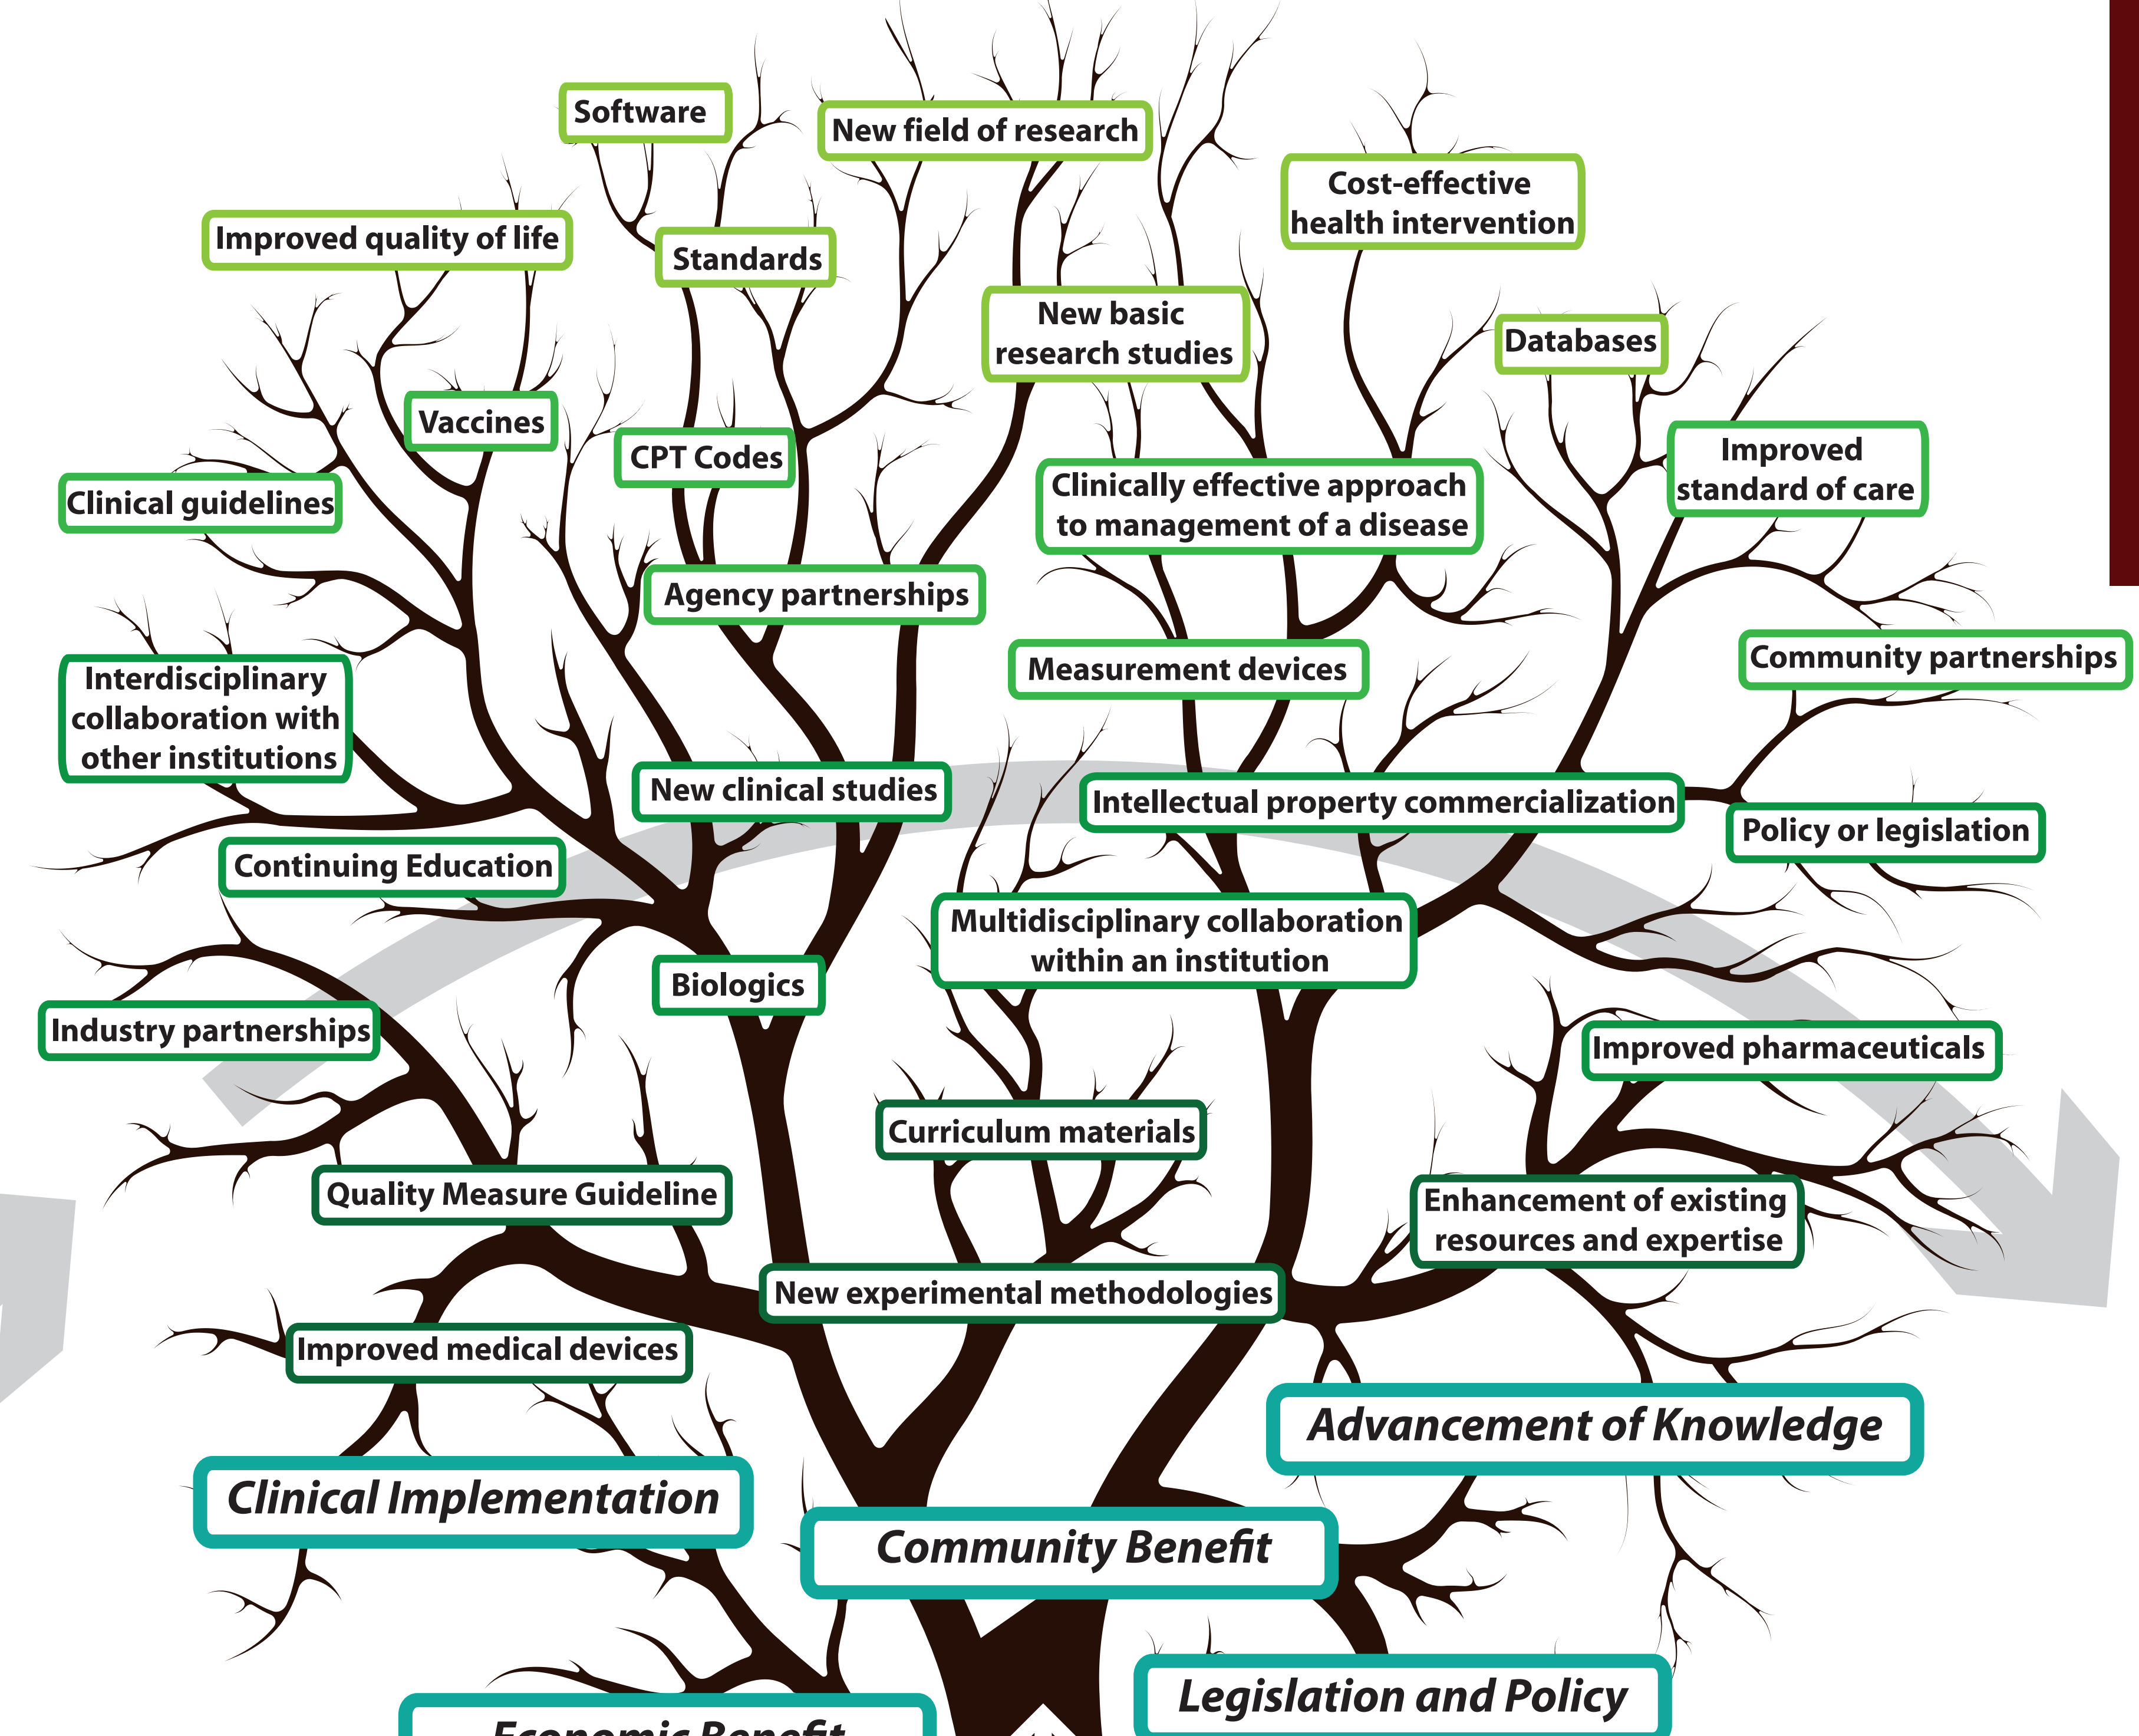 Software
New field of research
Cost-effective
health intervention
Improved quality of life
Standards
New basic
research studies
Databases
Vaccines
CPT Codes
Improved
standard of care
Clinical guidelines
Clinically effective approach
to management of a disease
Agency partnerships
Measurement devices
Community partnerships
Interdisciplinary
collaboration with
other institutions
New clinical studies
Intellectual property commercialization
Policy or legislation
Continuing Education
Multidisciplinary collaboration
within an institution
Biologics
Industry partnerships
Improved pharmaceuticals
Curriculum materials
Quality Measure Guideline
Enhancement of existing
resources and expertise
New experimental methodologies
Improved medical devices
Advancement of Knowledge
Clinical Implementation
Community Benefit
Legislation and Policy
Economic Benefit